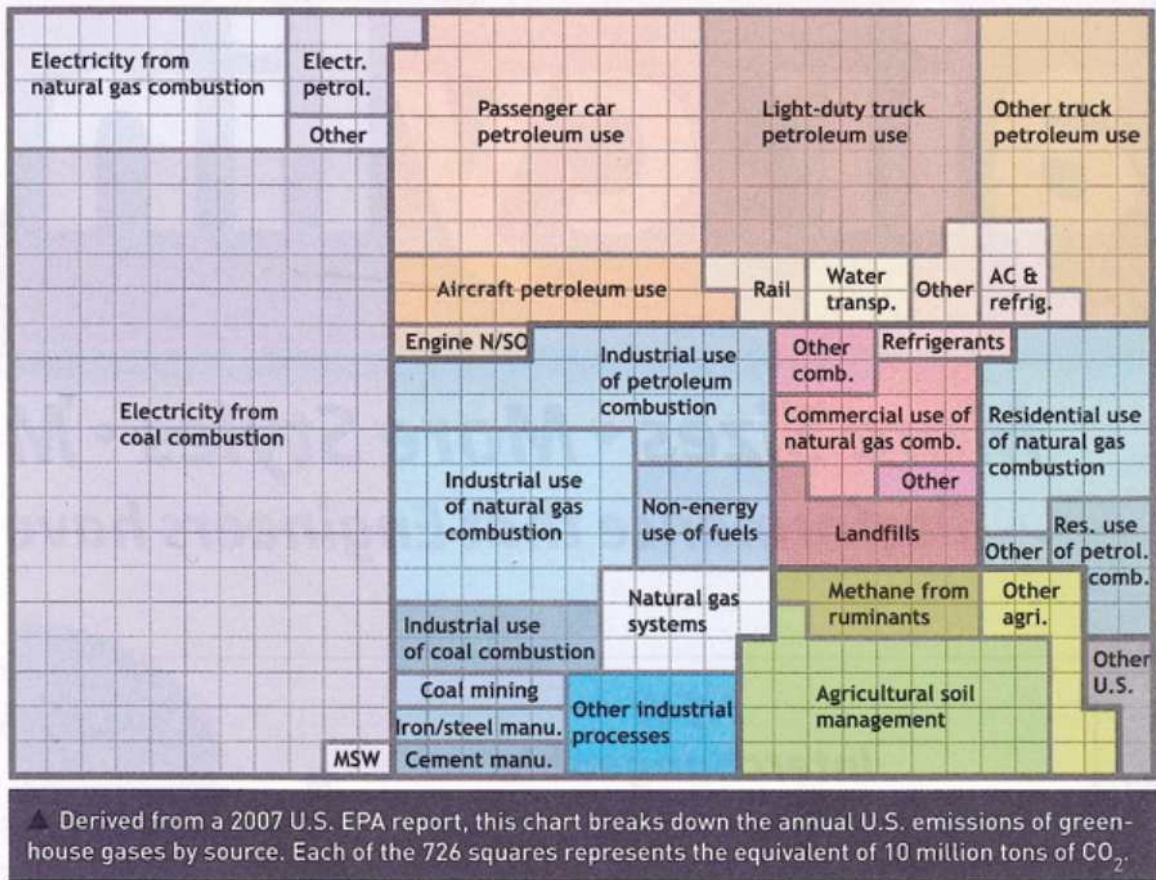 Electricity from
natural gas combustion
Electr.
petrol.
Other
Passenger car
petroleum use
Light-duty truck
petroleum use
Other truck
petroleum use
Aircraft petroleum use
Rail
Water
transp.
Other
AC &
refrig.
Electricity from
coal combustion
Engine N/SO
Industrial use
of petroleum
combustion
Other
comb.
Refrigerants
Commercial use of
natural gas comb.
Residential use
of natural gas
combustion
Industrial use
of natural gas
combustion
Non-energy
use of fuels
Other
Landfills
Other
Res. use
of petrol.
comb.
Natural gas
systems
Methane from
ruminants
Other
agri.
Industrial use
of coal combustion
Other
U.S.
Coal mining
Iron/steel manu.
Cement manu.
Other industrial
processes
Agricultural soil
management
MSW
▲ Derived from a 2007 U.S. EPA report, this chart breaks down the annual U.S. emissions of green-
house gases by source. Each of the 726 squares represents the equivalent of 10 million tons of CO₂.